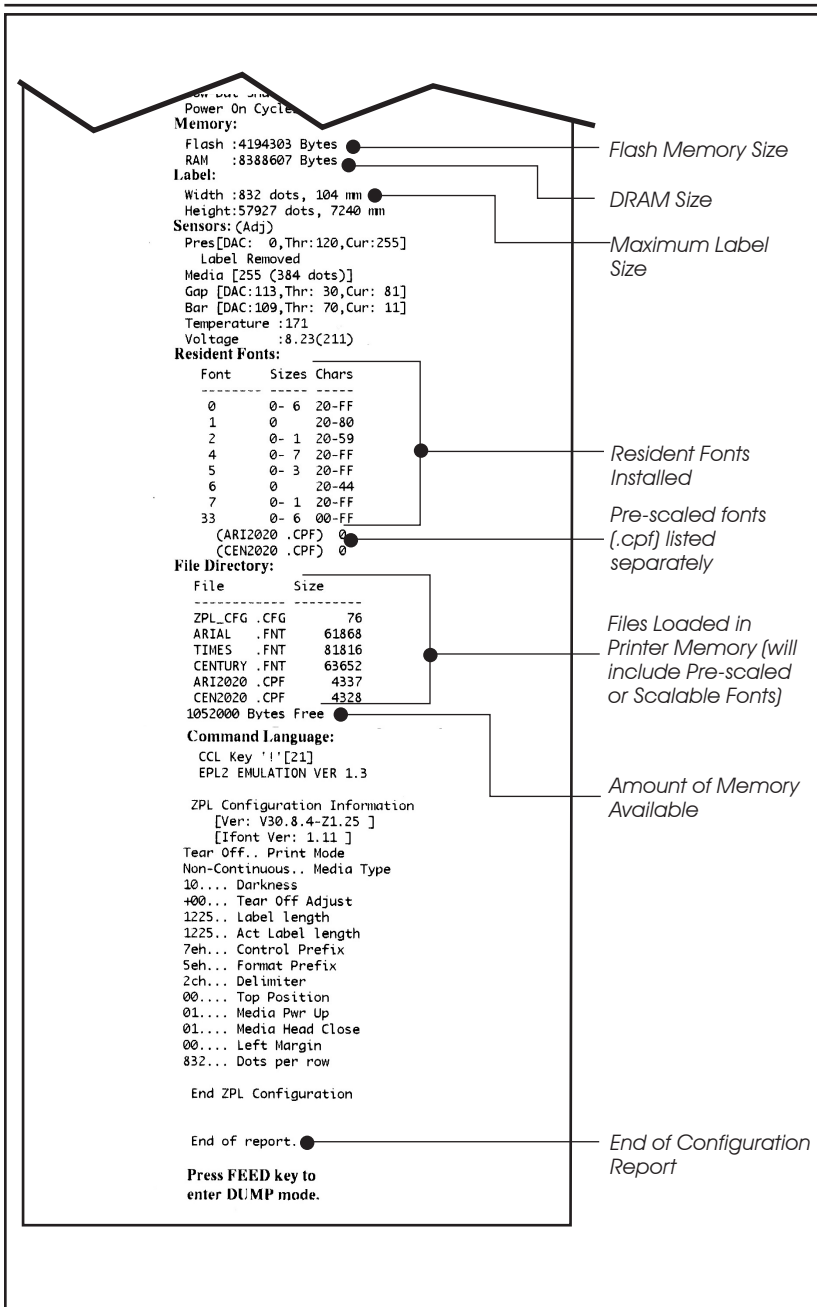 Power On Cycle
Memory:
Flash :4194303 Bytes
RAM :8388607 Bytes
Label:
Width :832 dots, 104 mm
Height:57927 dots, 7240 mm
Sensors: (Adj)
Pres[DAC: 0,Thr:120,Cur:255]
Label Removed
Media [255 (384 dots)]
Gap [DAC:113,Thr: 30,Cur: 81]
Bar [DAC:109,Thr: 70,Cur: 11]
Temperature :171
Voltage :8.23(211)
Resident Fonts:
Font Sizes Chars
-------- ----- -----
0 0- 6 20-FF
1 0 20-80
2 0- 1 20-59
4 0- 7 20-FF
5 0- 3 20-FF
6 0 20-44
7 0- 1 20-FF
33 0- 6 00-FF
(ARI2020 .CPF) 0
(CEN2020 .CPF) 0
File Directory:
File Size
------------ ---------
ZPL_CFG .CFG 76
ARIAL .FNT 61868
TIMES .FNT 81816
CENTURY .FNT 63652
ARI2020 .CPF 4337
CEN2020 .CPF 4328
1052000 Bytes Free
Command Language:
CCL Key '!'[21]
EPL2 EMULATION VER 1.3
ZPL Configuration Information
[Ver: V30.8.4-Z1.25 ]
[Ifont Ver: 1.11 ]
Tear Off.. Print Mode
Non-Continuous.. Media Type
10.... Darkness
+00... Tear Off Adjust
1225.. Label length
1225.. Act Label length
7eh... Control Prefix
5eh... Format Prefix
2ch... Delimiter
00.... Top Position
01.... Media Pwr Up
01.... Media Head Close
00.... Left Margin
832... Dots per row
End ZPL Configuration
End of report.
Press FEED key to
enter DUMP mode.
Flash Memory Size
DRAM Size
Maximum Label
Size
Resident Fonts
Installed
Pre-scaled fonts
(.cpf) listed
separately
Files Loaded in
Printer Memory (will
include Pre-scaled
or Scalable Fonts)
Amount of Memory
Available
End of Configuration
Report